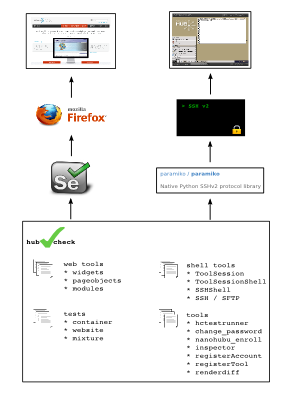 mozilla
Firefox
> SSH v2
Se
paramiko / paramiko
Native Python SSHv2 protocol library
hub check
web tools
* widgets
* pageobjects
* modules
shell tools
* ToolSession
* ToolSessionShell
* SSHShell
* SSH / SFTP
tests
* container
* website
* mixture
tools
* hctestrunner
* change_password
* nanohubu_enroll
* inspector
* registerAccount
* registerTool
* renderdiff